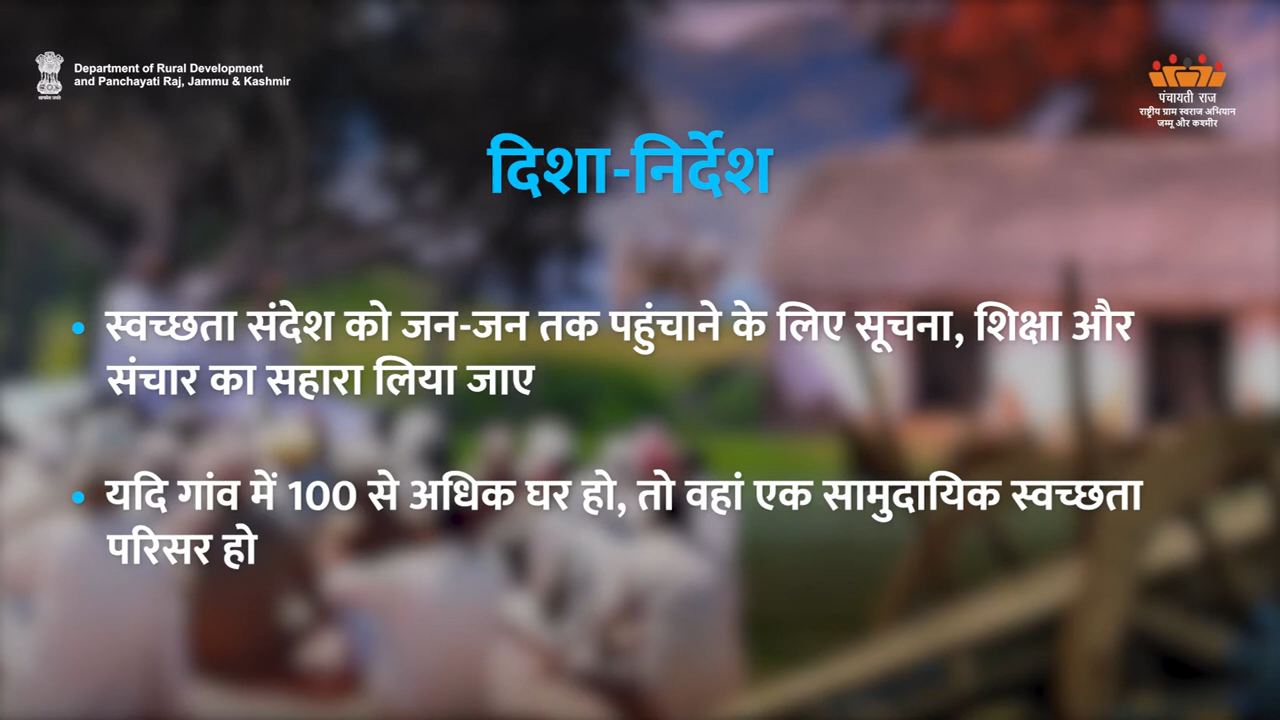 Department of Rural Development
and Panchayati Raj, Jammu & Kashmir
पंचायती राज
राष्ट्रीय ग्राम स्वराज अभियान
जम्मू और कश्मीर
दिशा-निर्देश
• स्वच्छता संदेश को जन-जन तक पहुंचाने के लिए सूचना, शिक्षा और
संचार का सहारा लिया जाए
• यदि गांव में 100 से अधिक घर हो, तो वहां एक सामुदायिक स्वच्छता
परिसर हो